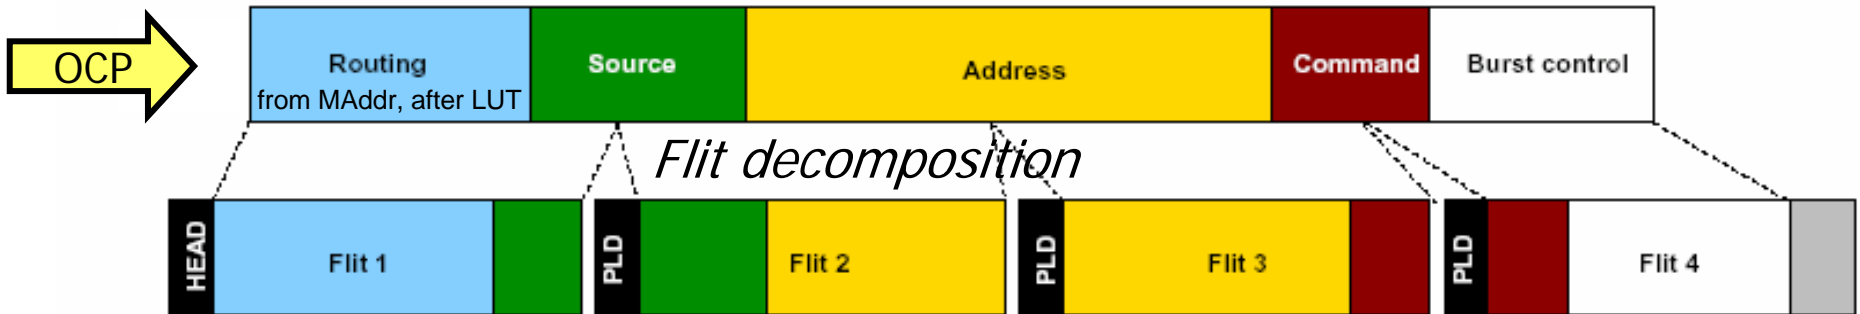 OCP
Routing
from MAddr, after LUT
Source
Address
Command
Burst control
Flit decomposition
HEAD
Flit 1
PLD
Flit 2
PLD
Flit 3
PLD
Flit 4